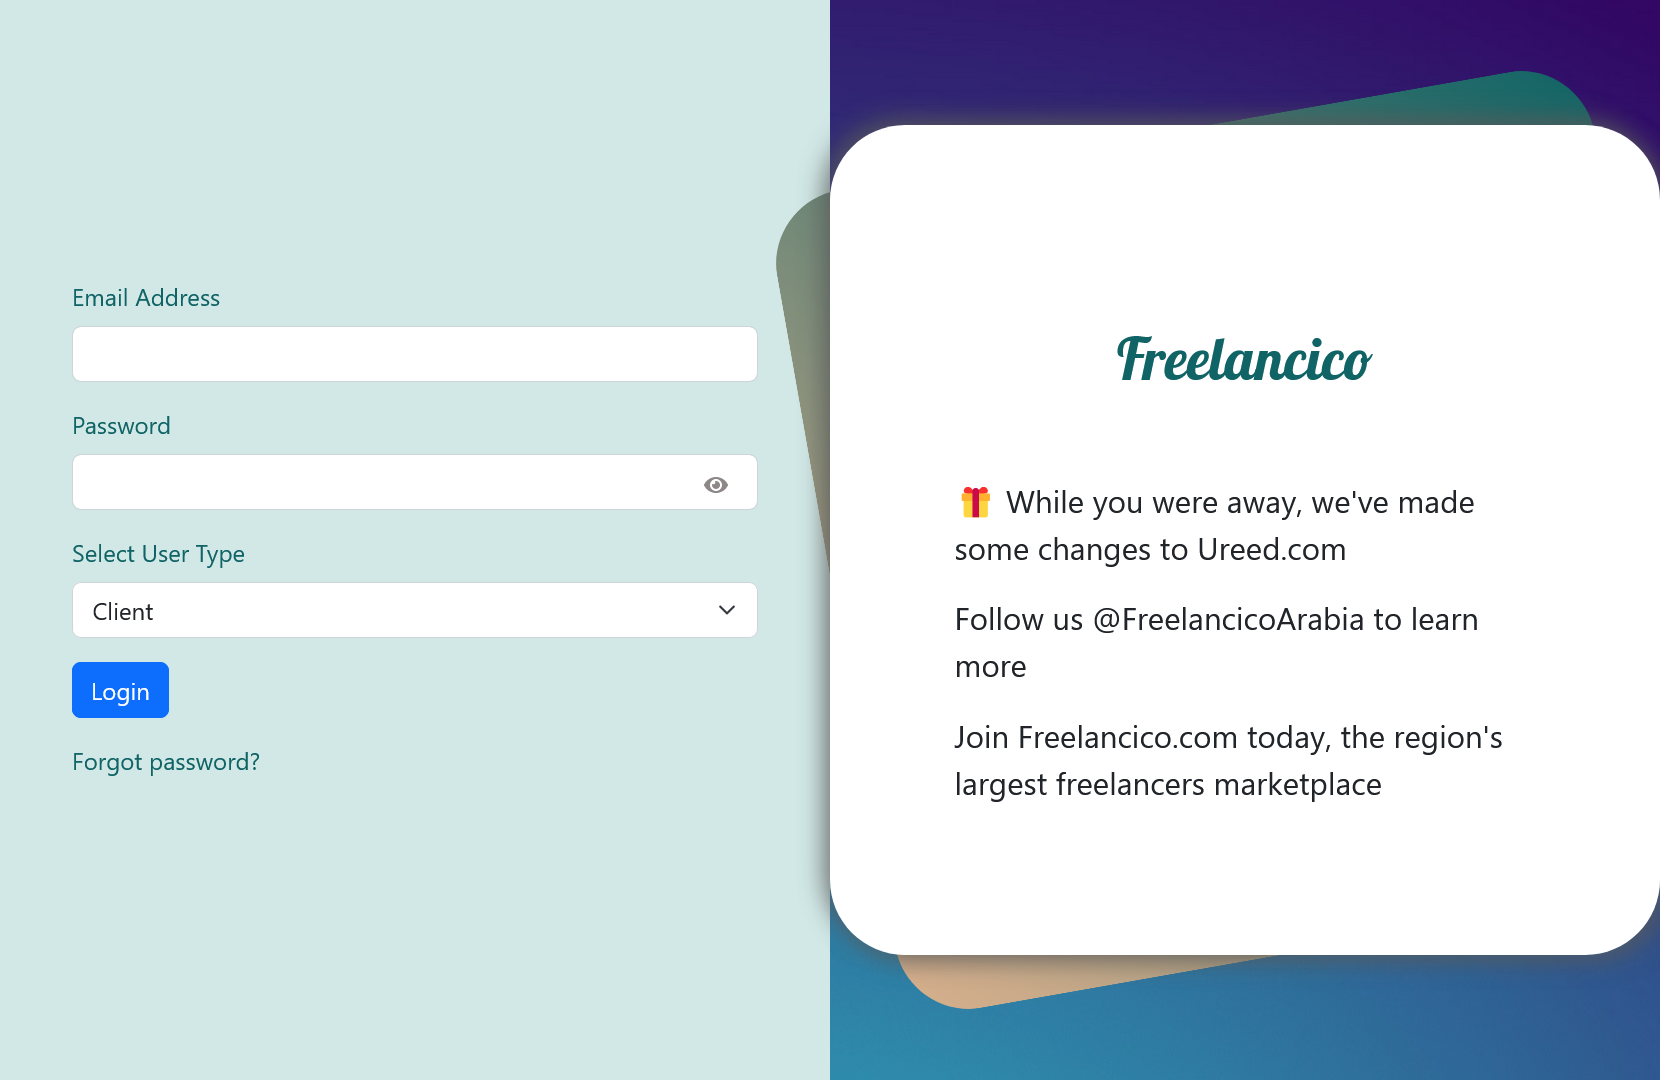 Email Address
Password
Select User Type
Client
Login
Forgot password?
Freelancico
🎁 While you were away, we've made
some changes to Ureed.com
Follow us @FreelancicoArabia to learn
more
Join Freelancico.com today, the region's
largest freelancers marketplace